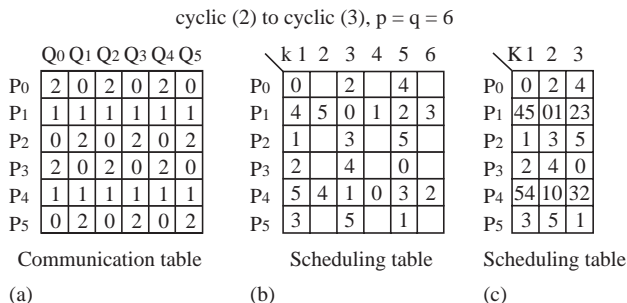 cyclic (2) to cyclic (3), p = q = 6
Q0 Q1 Q2 Q3 Q4 Q5
P0 2 0 2 0 2 0
P1 1 1 1 1 1 1
P2 0 2 0 2 0 2
P3 2 0 2 0 2 0
P4 1 1 1 1 1 1
P5 0 2 0 2 0 2
Communication table
(a)
k 1 2 3 4 5 6
P0 0 2 4
P1 4 5 0 1 2 3
P2 1 3 5
P3 2 4 0
P4 5 4 1 0 3 2
P5 3 5 1
Scheduling table
(b)
K 1 2 3
P0 0 2 4
P1 45 01 23
P2 1 3 5
P3 2 4 0
P4 54 10 32
P5 3 5 1
Scheduling table
(c)